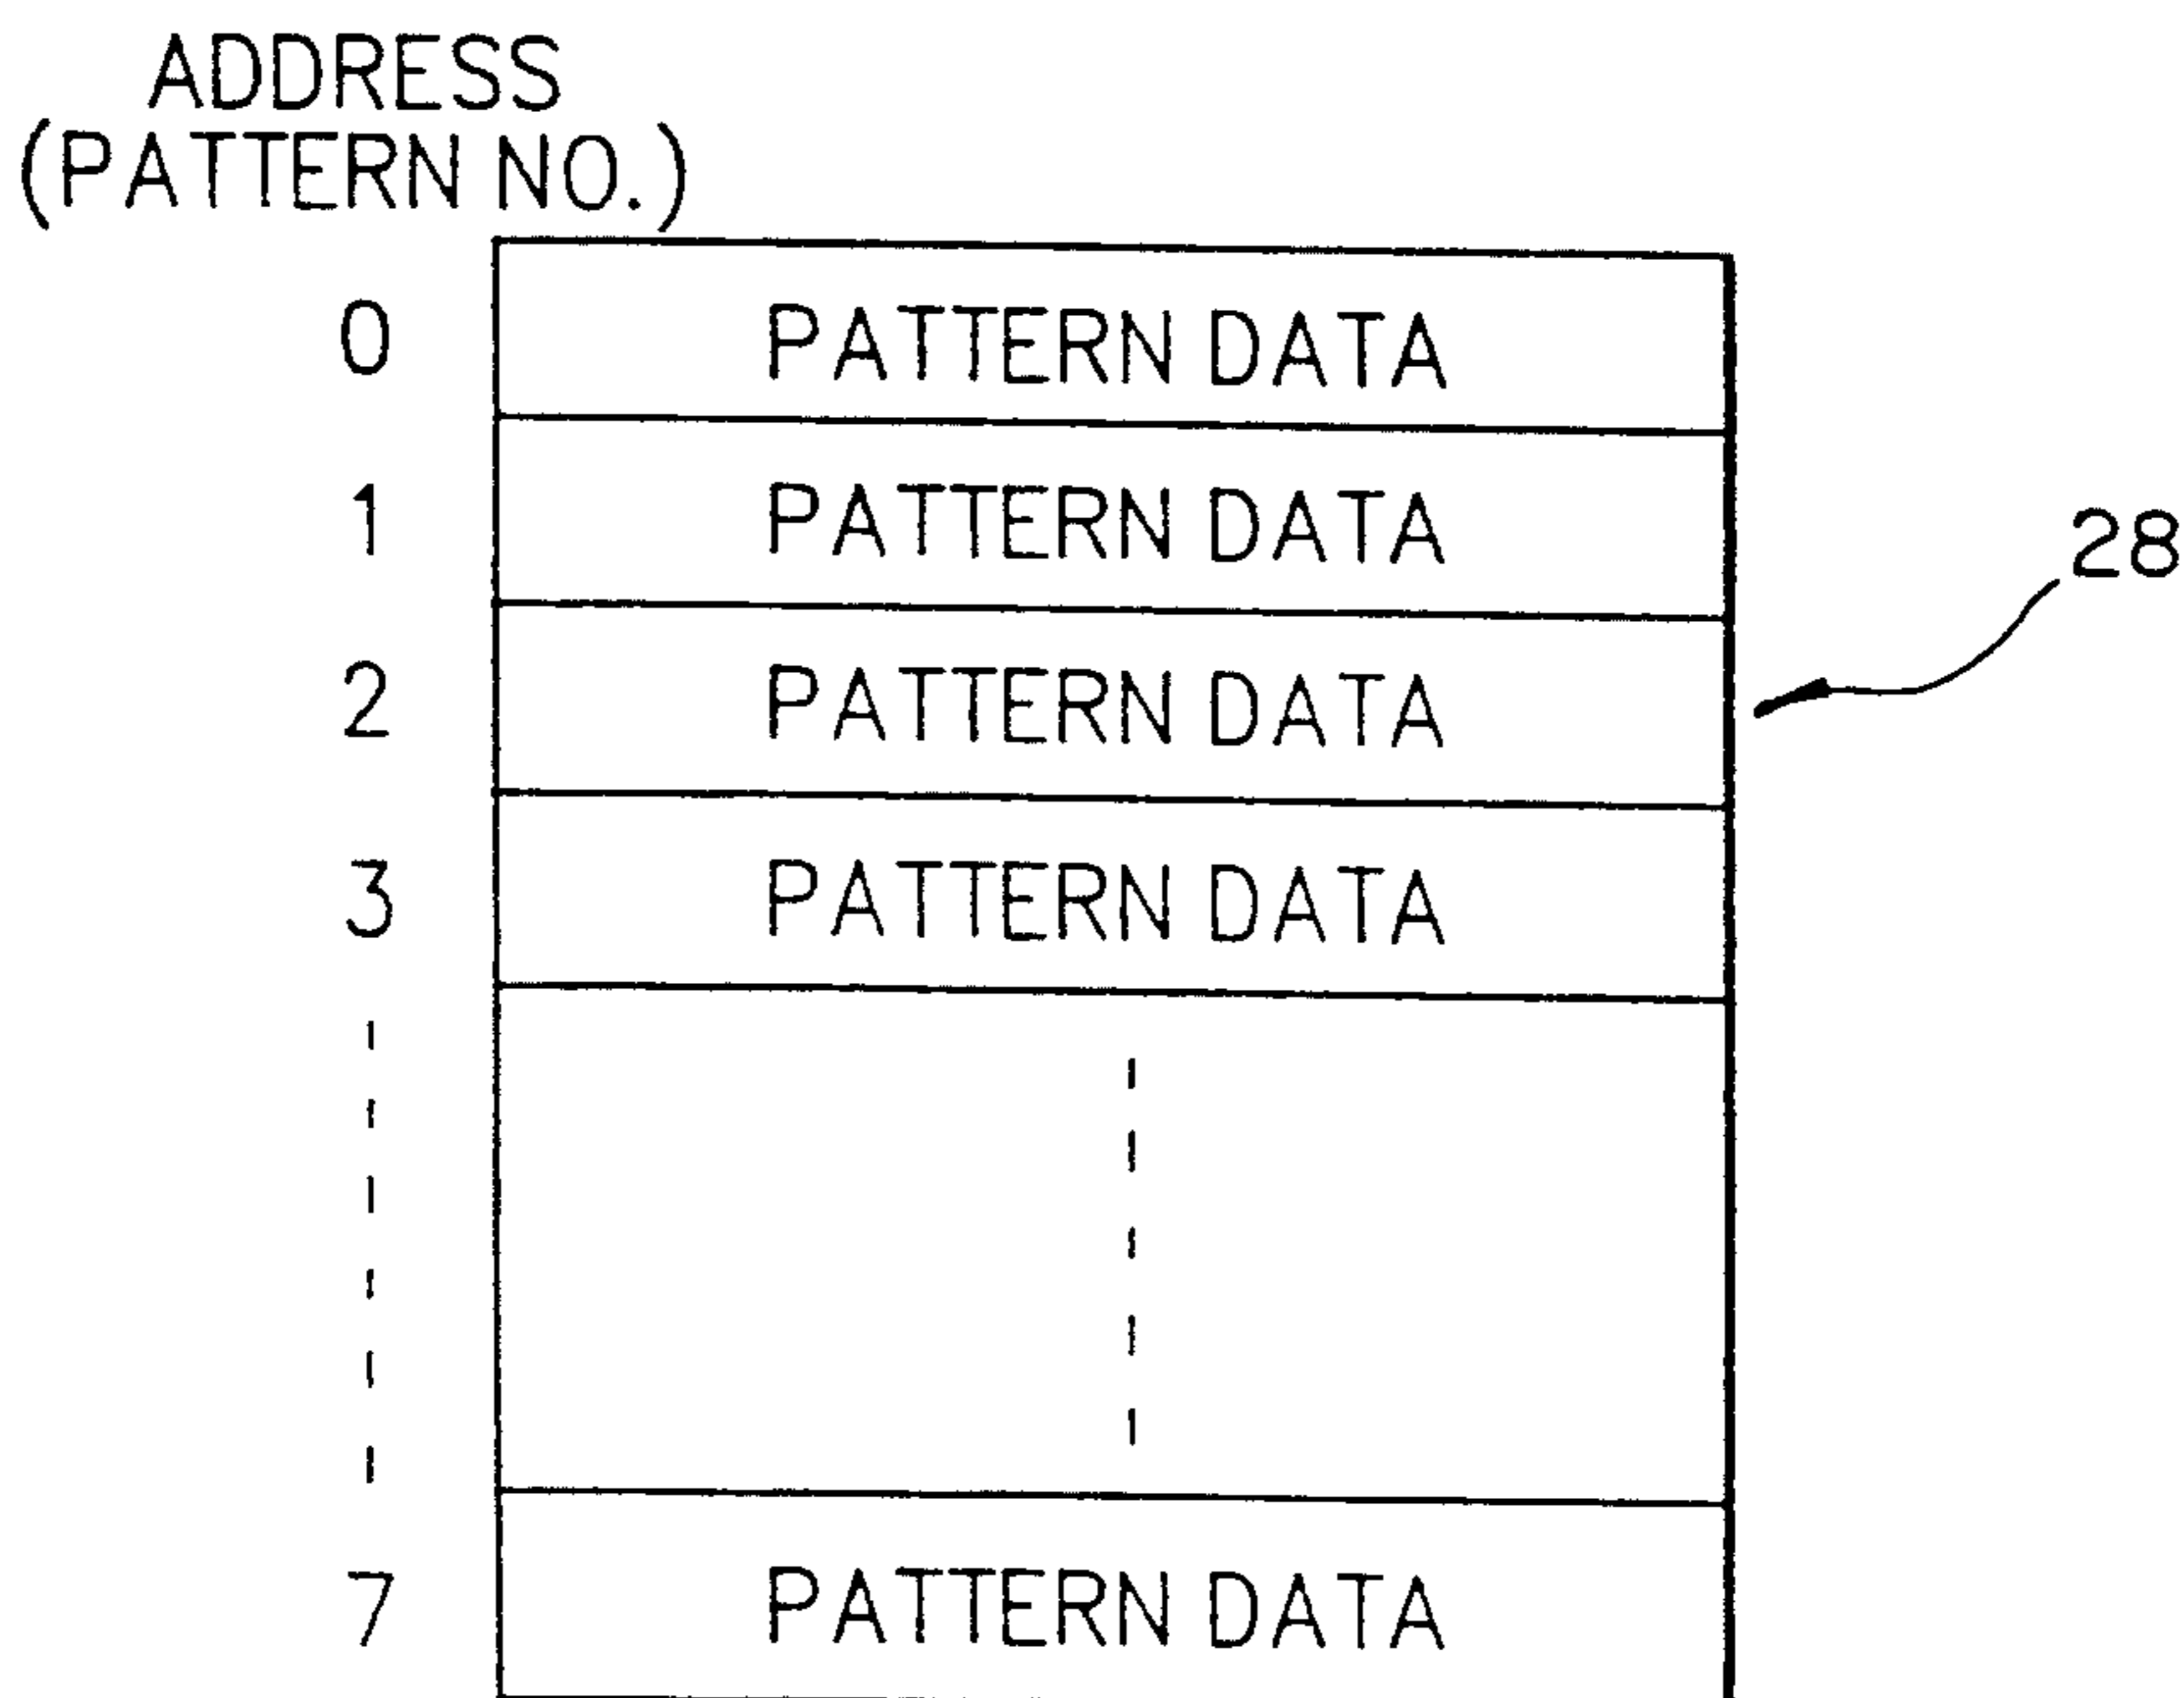 ADDRESS
(PATTERN NO.)
0 PATTERN DATA
1 PATTERN DATA
28
2 PATTERN DATA
3 PATTERN DATA
7 PATTERN DATA